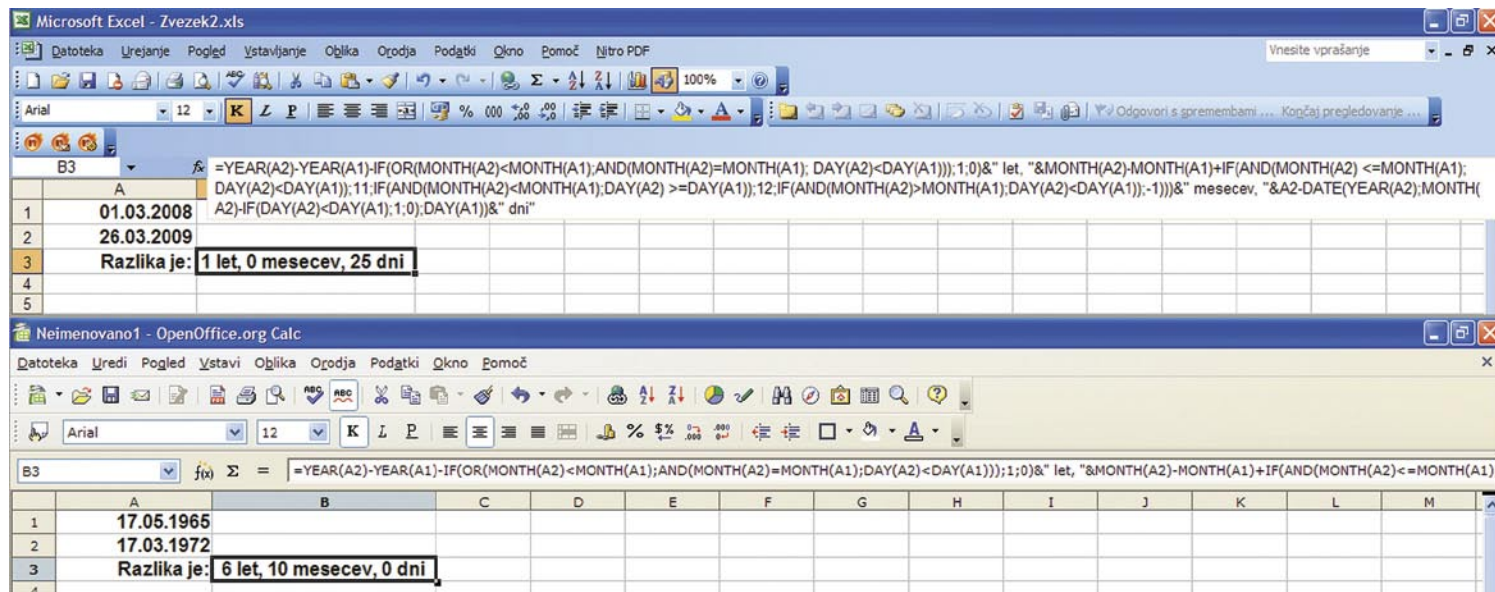 Microsoft Excel - Zvezek2.xls
Datoteka Urejanje Pogled Vstavljanje Oblika Orodja Podatki Okno Pomoč Nitro PDF Vnesite vprašanje
100%
Arial 12 K L P % 000 Odgovori s spremembami ... Končaj pregledovanje ...
B3 fx =YEAR(A2)-YEAR(A1)-IF(OR(MONTH(A2)<MONTH(A1);AND(MONTH(A2)=MONTH(A1); DAY(A2)<DAY(A1)));1;0)&" let, "&MONTH(A2)-MONTH(A1)+IF(AND(MONTH(A2) <=MONTH(A1);
DAY(A2)<DAY(A1));11;IF(AND(MONTH(A2)<MONTH(A1);DAY(A2) >=DAY(A1));12;IF(AND(MONTH(A2)>MONTH(A1);DAY(A2)<DAY(A1));-1)))&" mesecev, "&A2-DATE(YEAR(A2);MONTH(
A2)-IF(DAY(A2)<DAY(A1);1;0);DAY(A1))&" dni"
A
1 01.03.2008
2 26.03.2009
3 Razlika je: 1 let, 0 mesecev, 25 dni
4
5
Neimenovano1 - OpenOffice.org Calc
Datoteka Uredi Pogled Vstavi Oblika Orodja Podatki Okno Pomoč
Arial 12 K L P
B3 f(x) Σ = =YEAR(A2)-YEAR(A1)-IF(OR(MONTH(A2)<MONTH(A1);AND(MONTH(A2)=MONTH(A1);DAY(A2)<DAY(A1)));1;0)&" let, "&MONTH(A2)-MONTH(A1)+IF(AND(MONTH(A2)<=MONTH(A1)
A B C D E F G H I J K L M
1 17.05.1965
2 17.03.1972
3 Razlika je: 6 let, 10 mesecev, 0 dni